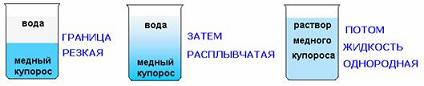 вода
медный
купорос
ГРАНИЦА
РЕЗКАЯ
вода
медный
купорос
ЗАТЕМ
РАСПЛЫВЧАТАЯ
раствор
медного
купороса
ПОТОМ
ЖИДКОСТЬ
ОДНОРОДНАЯ